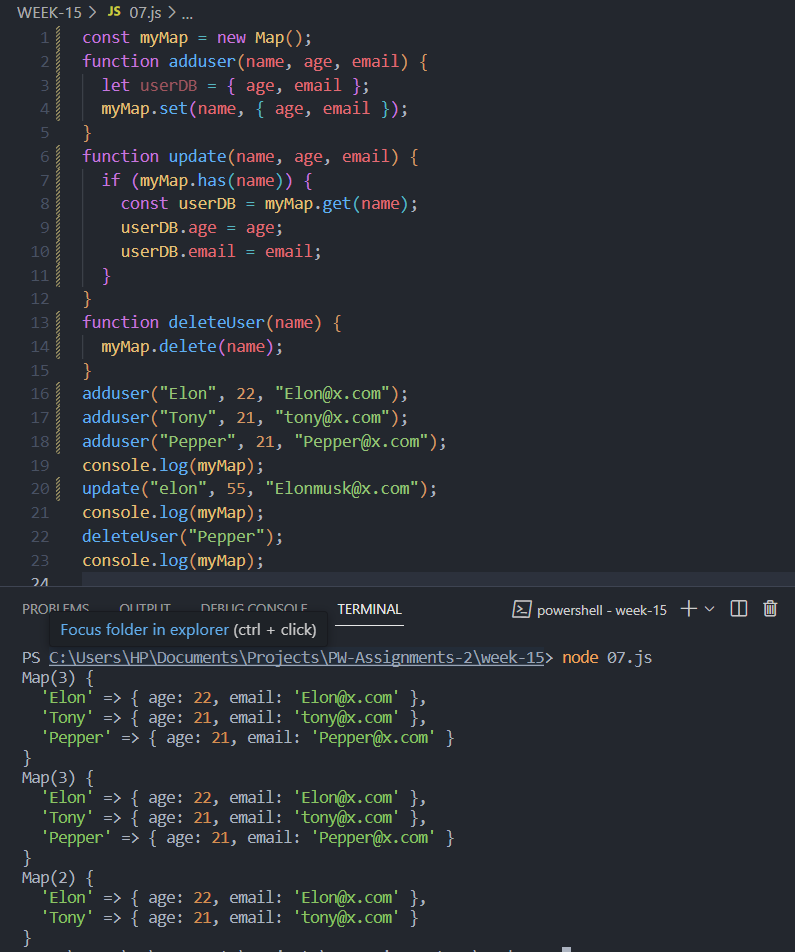 WEEK-15 > JS 07.js > ...
1 const myMap = new Map();
2 function adduser(name, age, email) {
3 let userDB = { age, email };
4 myMap.set(name, { age, email });
5 }
6 function update(name, age, email) {
7 if (myMap.has(name)) {
8 const userDB = myMap.get(name);
9 userDB.age = age;
10 userDB.email = email;
11 }
12 }
13 function deleteUser(name) {
14 myMap.delete(name);
15 }
16 adduser("Elon", 22, "Elon@x.com");
17 adduser("Tony", 21, "tony@x.com");
18 adduser("Pepper", 21, "Pepper@x.com");
19 console.log(myMap);
20 update("elon", 55, "Elonmusk@x.com");
21 console.log(myMap);
22 deleteUser("Pepper");
23 console.log(myMap);
24
PROBLEMS OUTPUT DEBUG CONSOLE TERMINAL powershell - week-15
Focus folder in explorer (ctrl + click)
PS C:\Users\HP\Documents\Projects\PW-Assignments-2\week-15> node 07.js
Map(3) {
'Elon' => { age: 22, email: 'Elon@x.com' },
'Tony' => { age: 21, email: 'tony@x.com' },
'Pepper' => { age: 21, email: 'Pepper@x.com' }
}
Map(3) {
'Elon' => { age: 22, email: 'Elon@x.com' },
'Tony' => { age: 21, email: 'tony@x.com' },
'Pepper' => { age: 21, email: 'Pepper@x.com' }
}
Map(2) {
'Elon' => { age: 22, email: 'Elon@x.com' },
'Tony' => { age: 21, email: 'tony@x.com' }
}